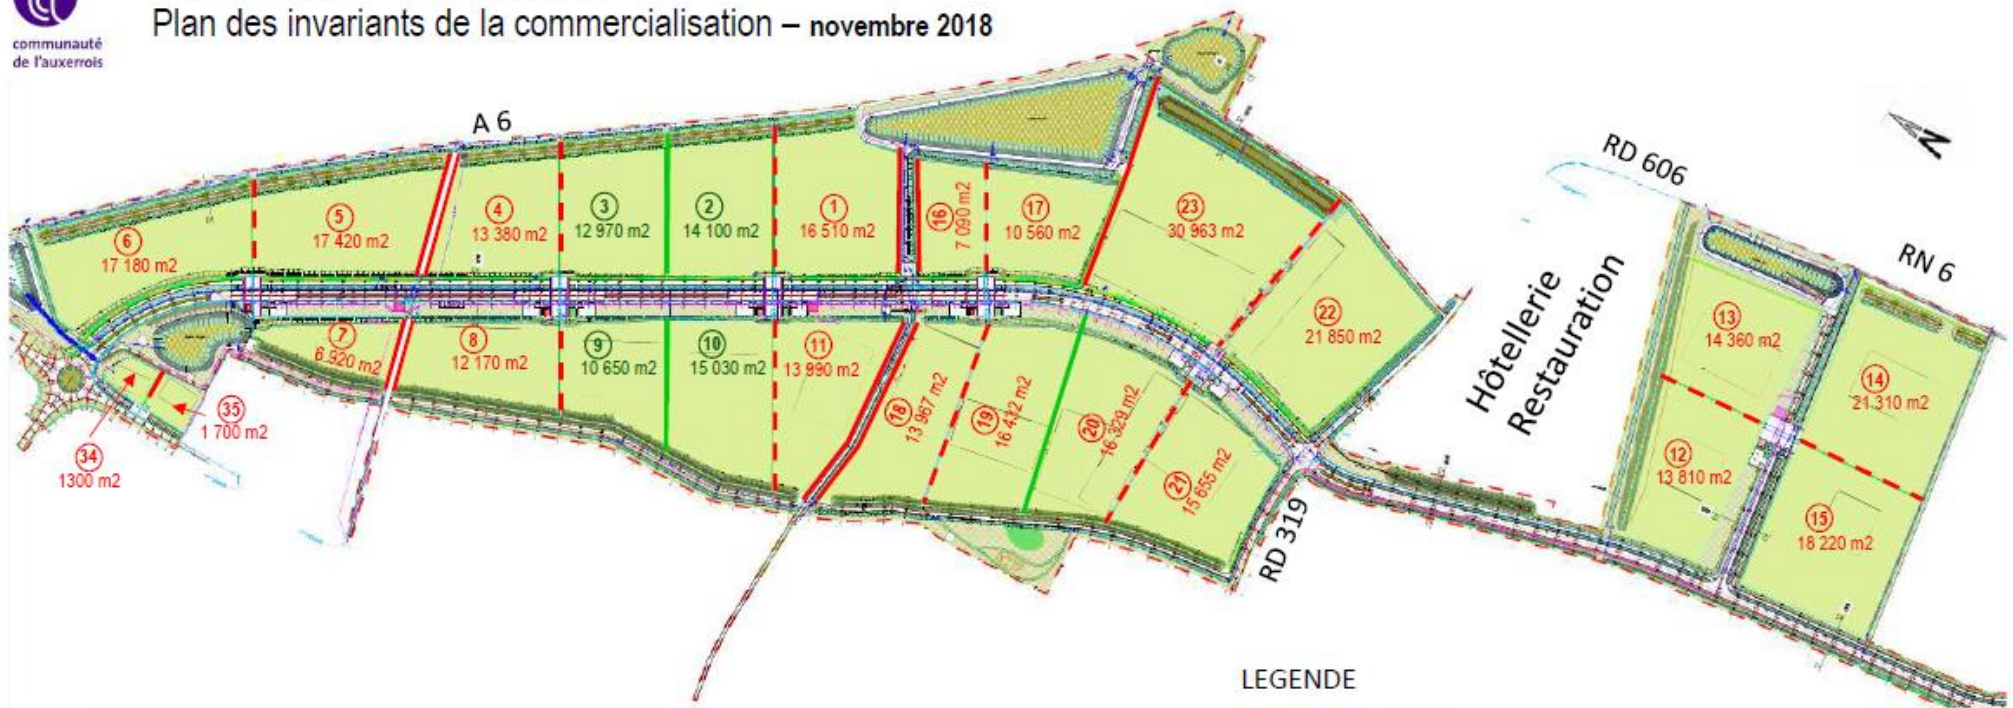 communauté
de l'auxerrois
Plan des invariants de la commercialisation – novembre 2018
A 6
RD 606
RN 6
N
6
17 180 m2
5
17 420 m2
4
13 380 m2
3
12 970 m2
2
14 100 m2
1
16 510 m2
16
7 090 m2
17
10 560 m2
23
30 963 m2
22
21 850 m2
Hôtellerie
Restauration
13
14 360 m2
14
21 310 m2
7
6 920 m2
8
12 170 m2
9
10 650 m2
10
15 030 m2
11
13 990 m2
18
13 967 m2
19
16 432 m2
20
16 329 m2
21
15 655 m2
12
13 810 m2
15
18 220 m2
35
1 700 m2
34
1300 m2
RD 319
LEGENDE